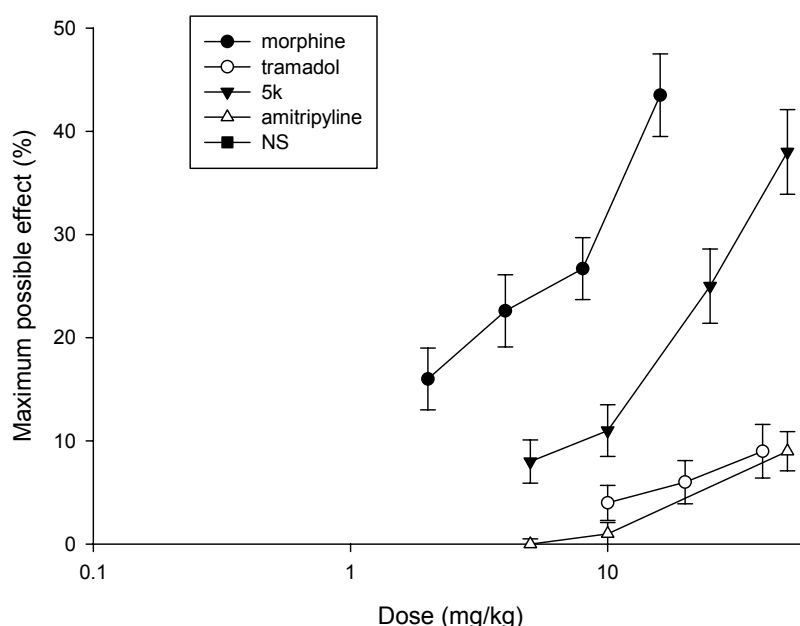 50
morphine
tramadol
5k
amitripyline
NS
40
30
20
10
0
Maximum possible effect (%)
0.1
1
10
Dose (mg/kg)